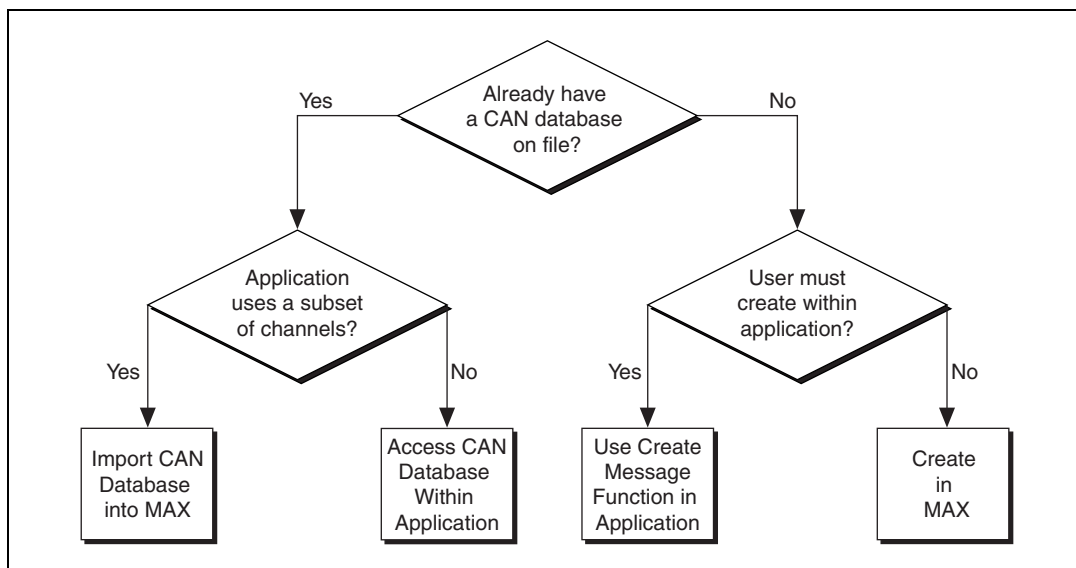 Already have
a CAN database
on file?
Yes
No
Application
uses a subset
of channels?
User must
create within
application?
Yes
No
Yes
No
Import CAN
Database
into MAX
Access CAN
Database
Within
Application
Use Create
Message
Function in
Application
Create
in
MAX